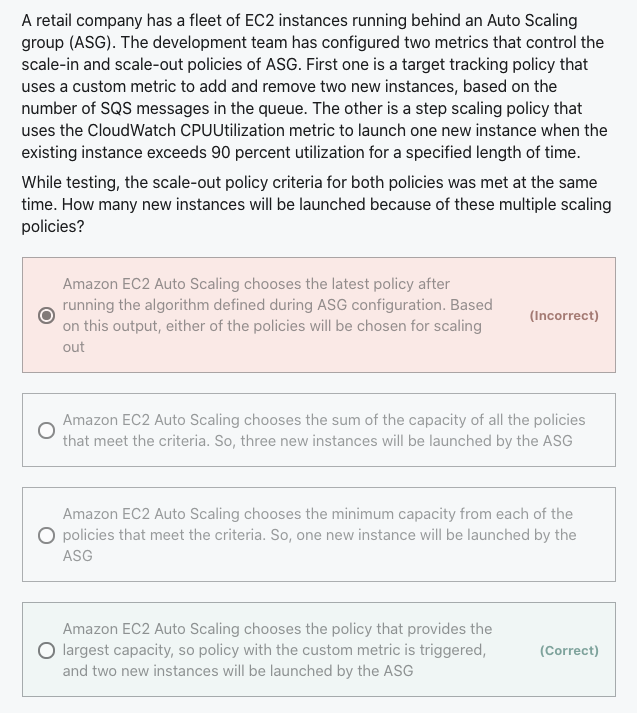 A retail company has a fleet of EC2 instances running behind an Auto Scaling
group (ASG). The development team has configured two metrics that control the
scale-in and scale-out policies of ASG. First one is a target tracking policy that
uses a custom metric to add and remove two new instances, based on the
number of SQS messages in the queue. The other is a step scaling policy that
uses the CloudWatch CPUUtilization metric to launch one new instance when the
existing instance exceeds 90 percent utilization for a specified length of time.
While testing, the scale-out policy criteria for both policies was met at the same
time. How many new instances will be launched because of these multiple scaling
policies?
Amazon EC2 Auto Scaling chooses the latest policy after
running the algorithm defined during ASG configuration. Based
on this output, either of the policies will be chosen for scaling
out
(Incorrect)
Amazon EC2 Auto Scaling chooses the sum of the capacity of all the policies
that meet the criteria. So, three new instances will be launched by the ASG
Amazon EC2 Auto Scaling chooses the minimum capacity from each of the
policies that meet the criteria. So, one new instance will be launched by the
ASG
Amazon EC2 Auto Scaling chooses the policy that provides the
largest capacity, so policy with the custom metric is triggered,
and two new instances will be launched by the ASG
(Correct)